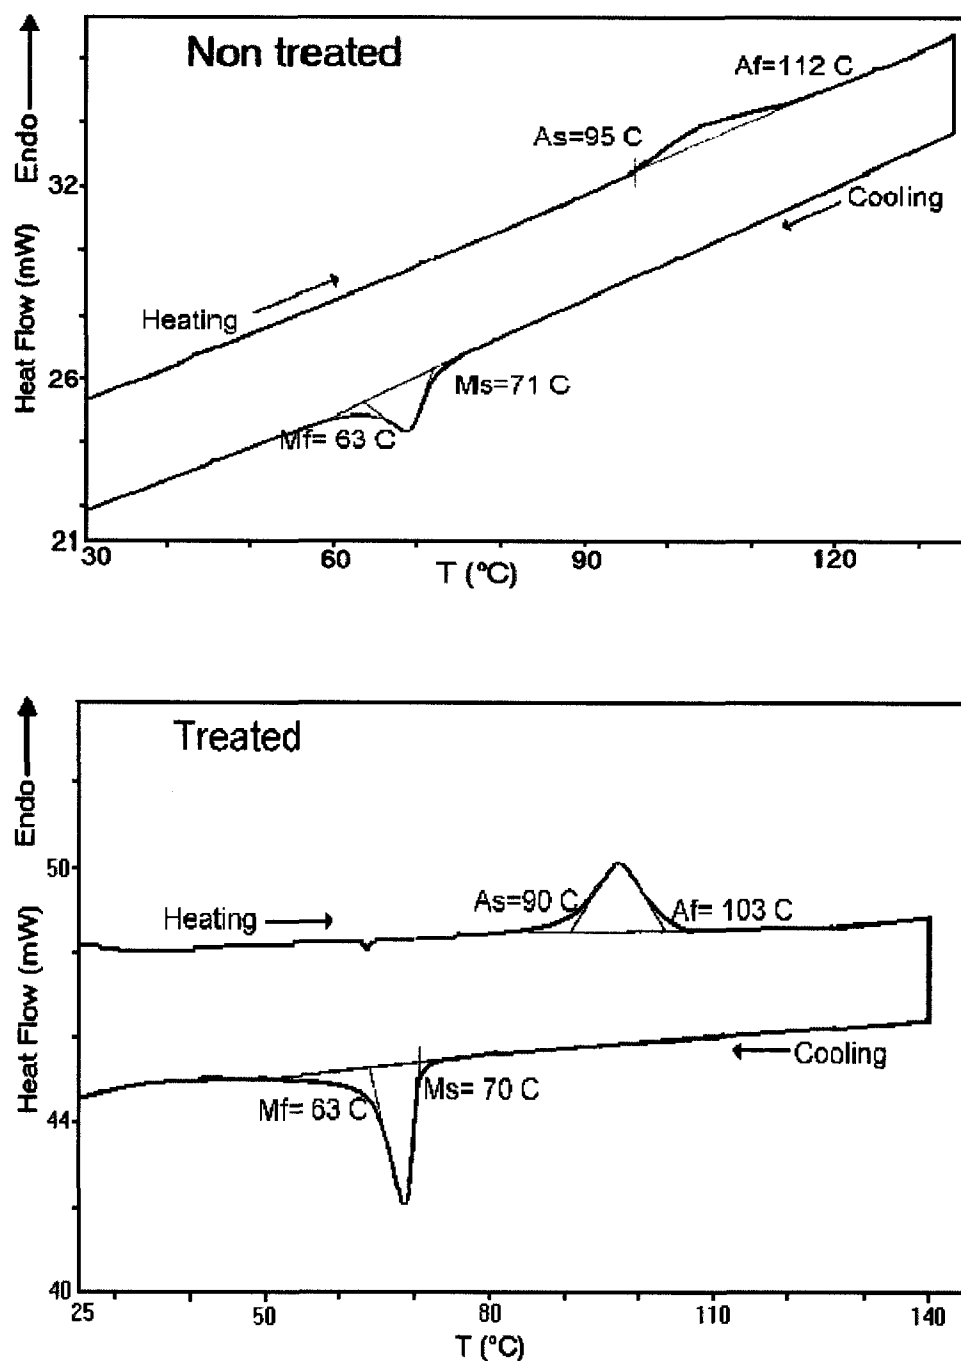 Non treated
Af=112 C
As=95 C
Endo
32
Cooling
Heating
Heat Flow (mW)
26
Ms=71 C
Mf= 63 C
21
30
60
90
120
T (ºC)
Treated
Endo
50
As=90 C
Af= 103 C
Heating
Heat Flow (mW)
Cooling
Ms= 70 C
Mf= 63 C
44
40
25
50
80
110
140
T (ºC)